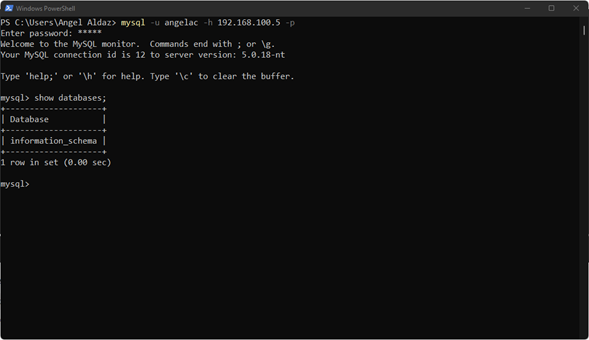 Windows PowerShell
PS C:\Users\Angel Aldaz> mysql -u angelac -h 192.168.100.5 -p
Enter password: *****
Welcome to the MySQL monitor.  Commands end with ; or \g.
Your MySQL connection id is 12 to server version: 5.0.18-nt
Type 'help;' or '\h' for help. Type '\c' to clear the buffer.
mysql> show databases;
+--------------------+
| Database           |
+--------------------+
| information_schema |
+--------------------+
1 row in set (0.00 sec)
mysql>